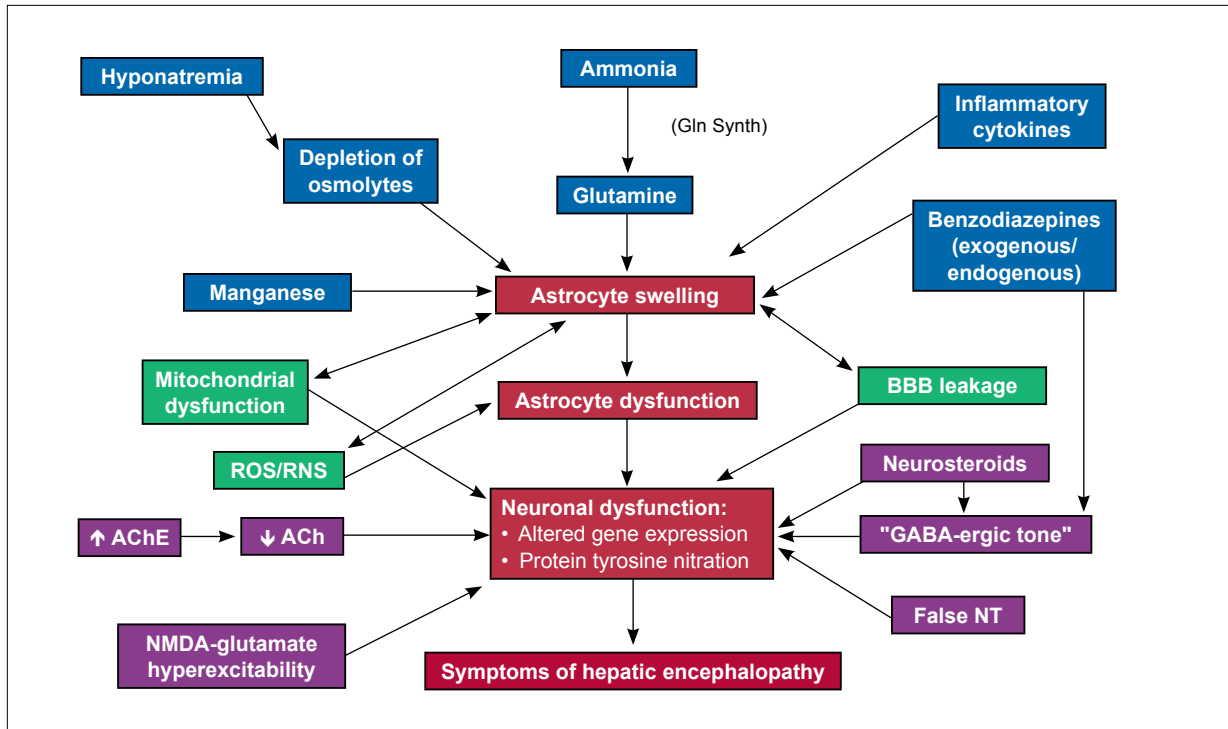 Hyponatremia
Ammonia
Inflammatory
cytokines
(Gln Synth)
Depletion of
osmolytes
Glutamine
Benzodiazepines
(exogenous/
endogenous)
Manganese
Astrocyte swelling
Mitochondrial
dysfunction
Astrocyte dysfunction
BBB leakage
ROS/RNS
Neurosteroids
Neuronal dysfunction:
• Altered gene expression
• Protein tyrosine nitration
↑ AChE
↓ ACh
"GABA-ergic tone"
False NT
NMDA-glutamate
hyperexcitability
Symptoms of hepatic encephalopathy